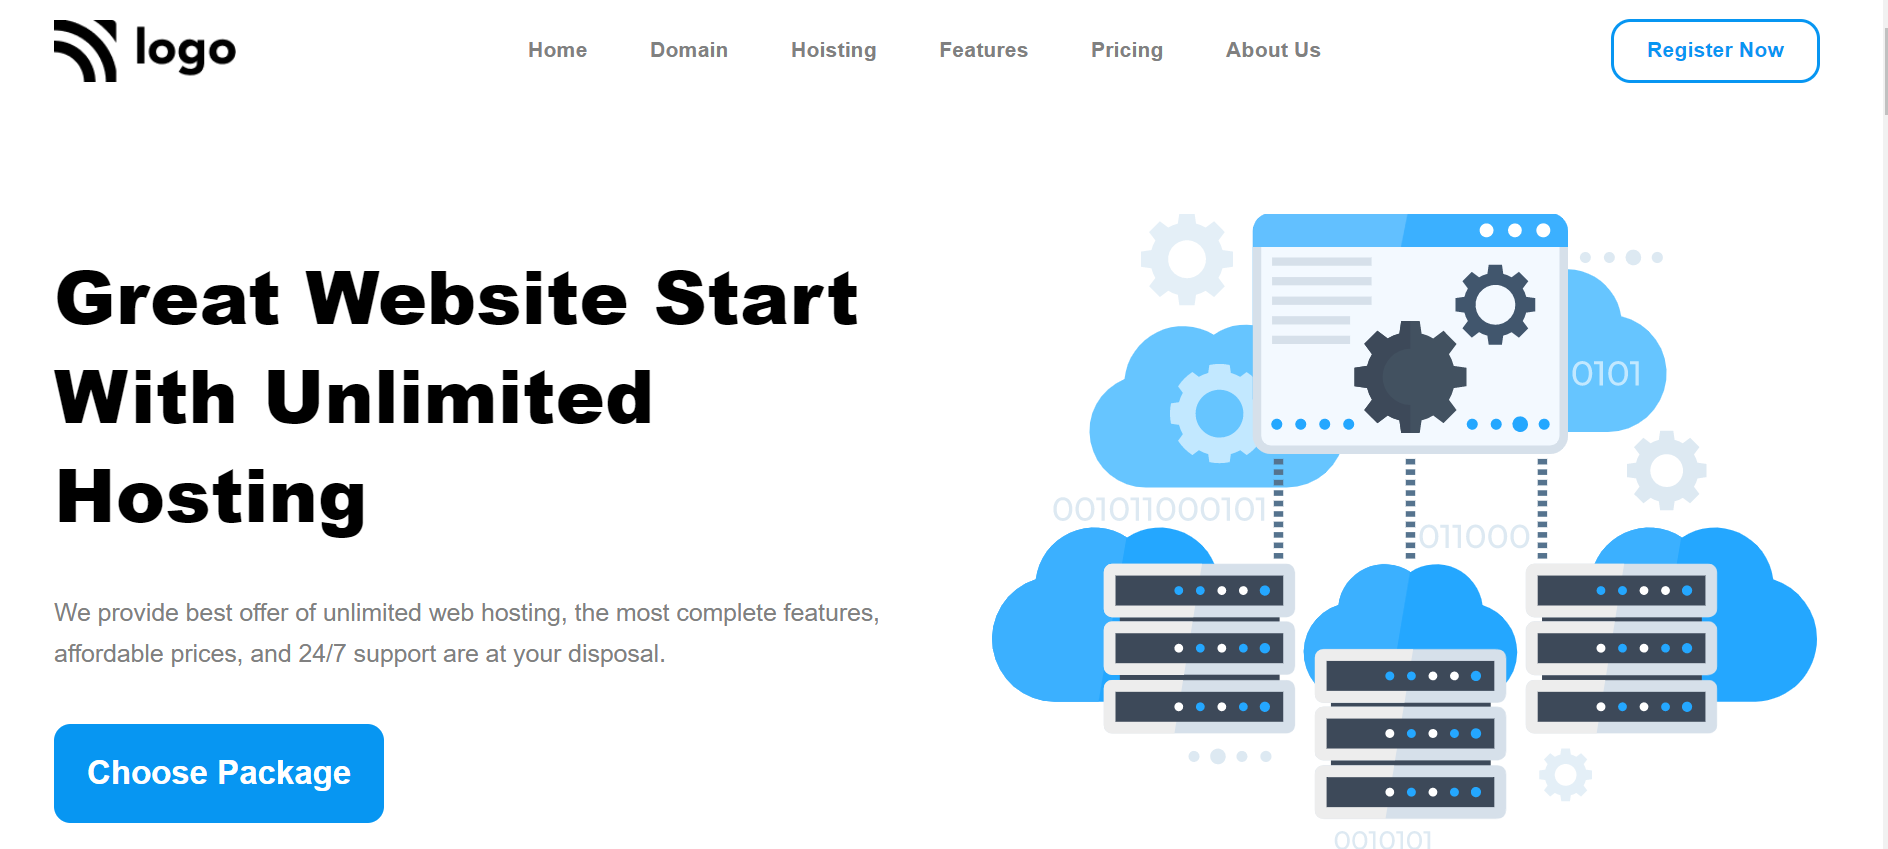 logo
Home Domain Hoisting Features Pricing About Us
Register Now
Great Website Start
With Unlimited
Hosting
We provide best offer of unlimited web hosting, the most complete features,
affordable prices, and 24/7 support are at your disposal.
Choose Package
0101
001011000101
011000
0010101